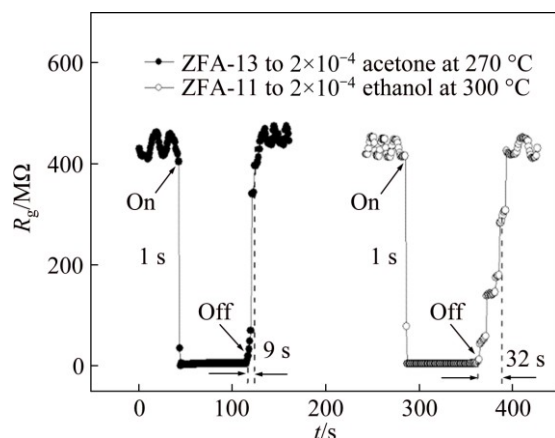 ZFA-13 to 2×10⁻⁴ acetone at 270 °C
ZFA-11 to 2×10⁻⁴ ethanol at 300 °C
600
400
200
0
Rg/MΩ
On
1 s
Off
9 s
On
1 s
Off
32 s
0
100
200
300
400
t/s